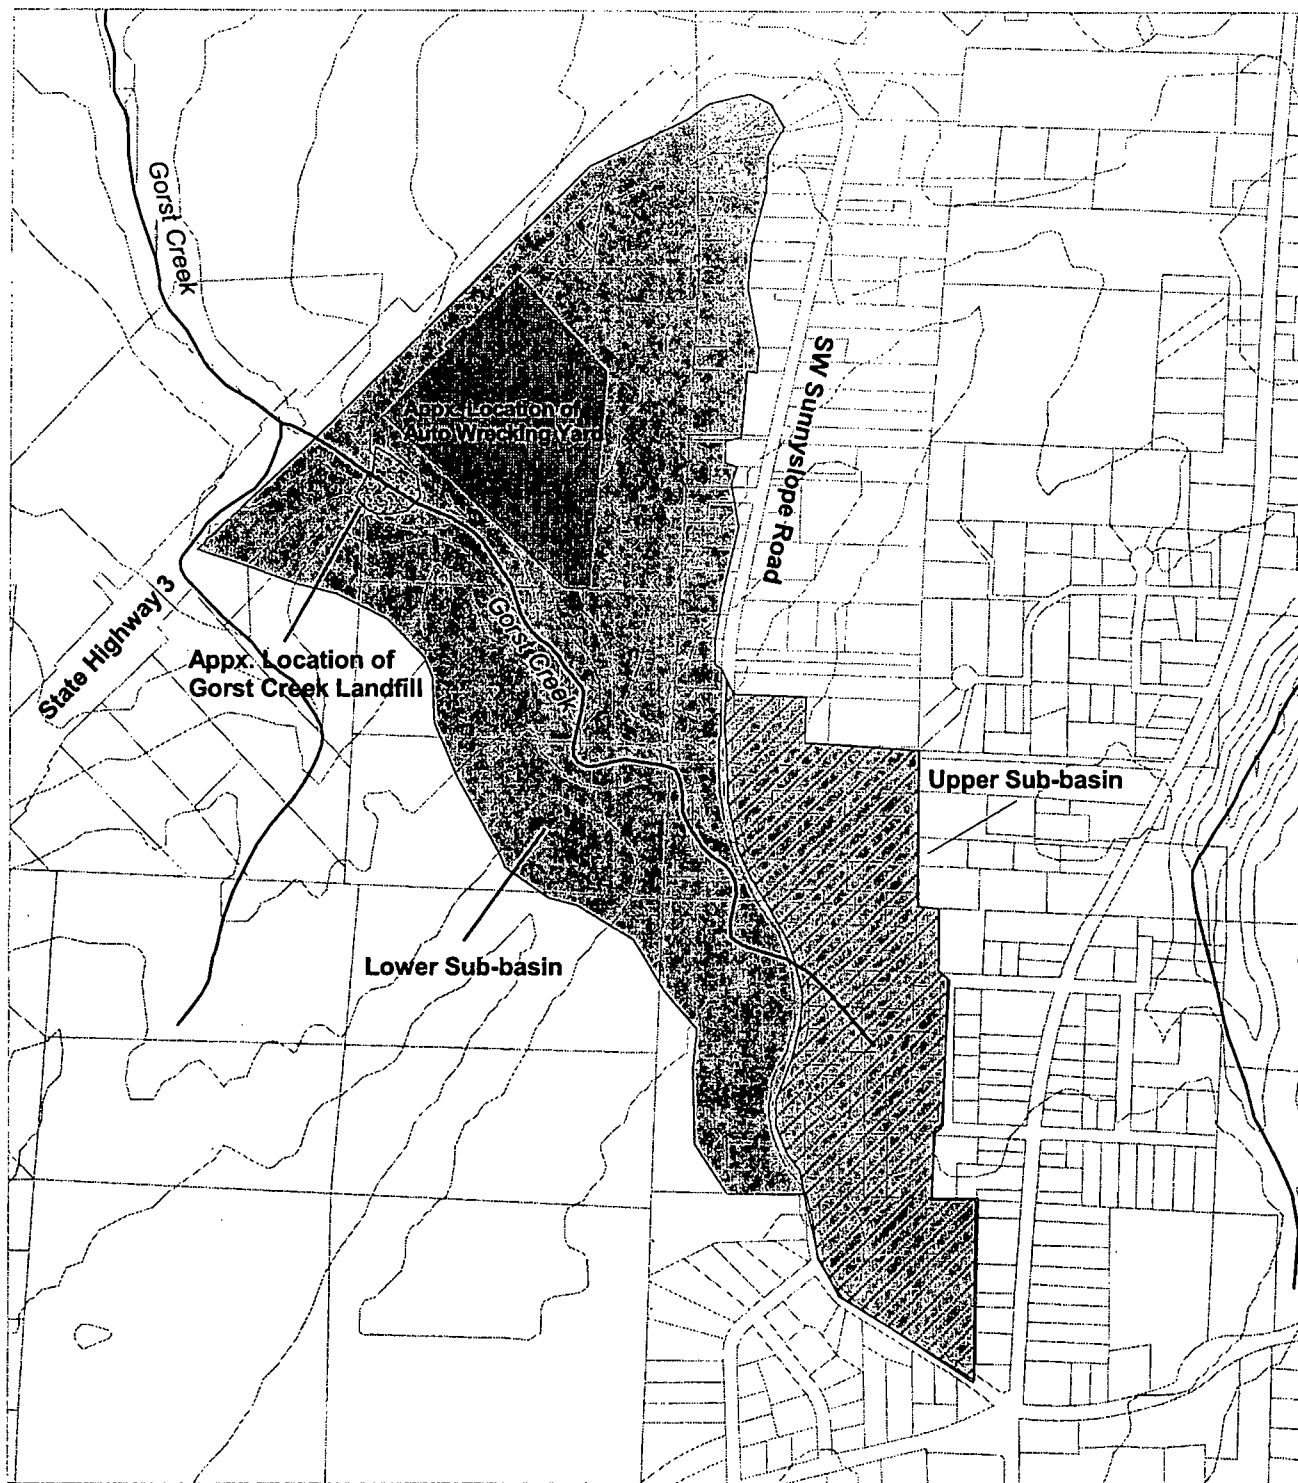 Gorst Creek
SW Sunnyslope Road
Appx. Location of
Auto Wrecking Yard
State Highway 3
Gorst Creek
Appx. Location of
Gorst Creek Landfill
Upper Sub-basin
Lower Sub-basin